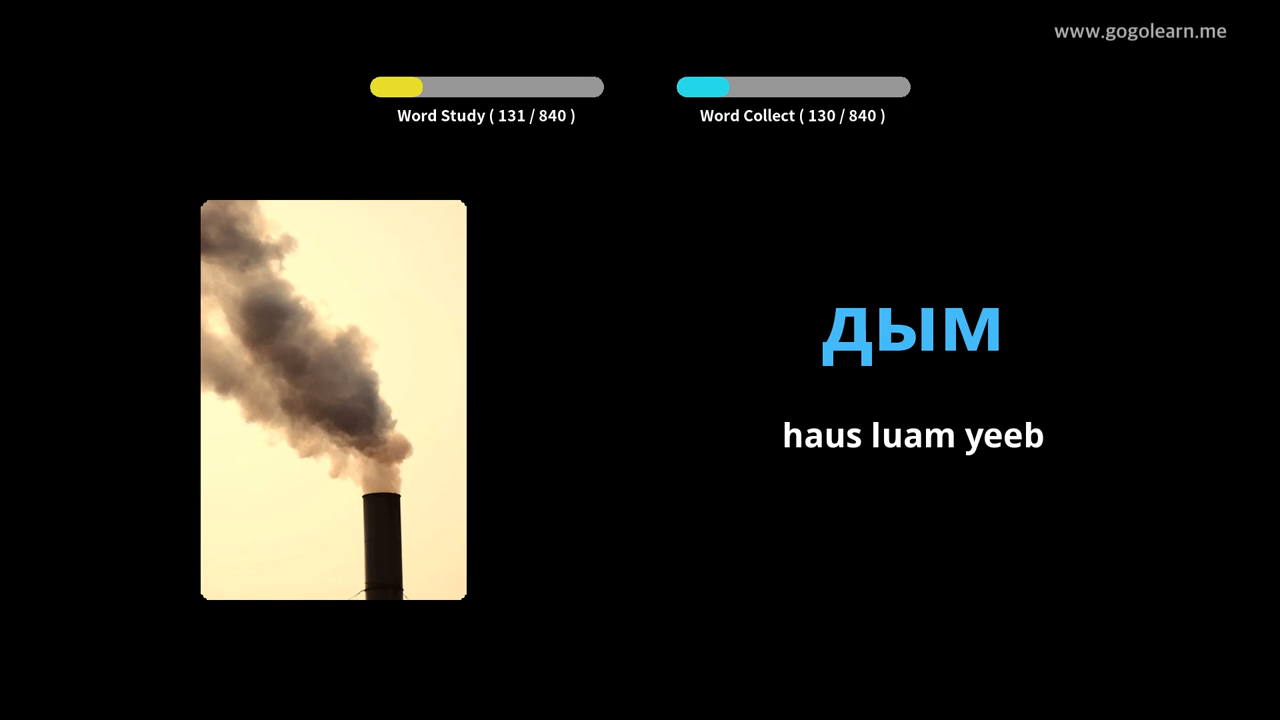 www.gogolearn.me
Word Study ( 131 / 840 )
Word Collect ( 130 / 840 )
дым
haus luam yeeb